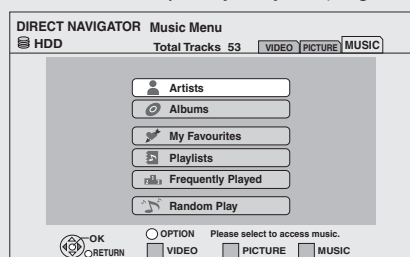 DIRECT NAVIGATOR Music Menu
HDD
Total Tracks 53
VIDEO PICTURE MUSIC
Artists
Albums
My Favourites
Playlists
Frequently Played
Random Play
OK
RETURN
OPTION Please select to access music.
VIDEO PICTURE MUSIC